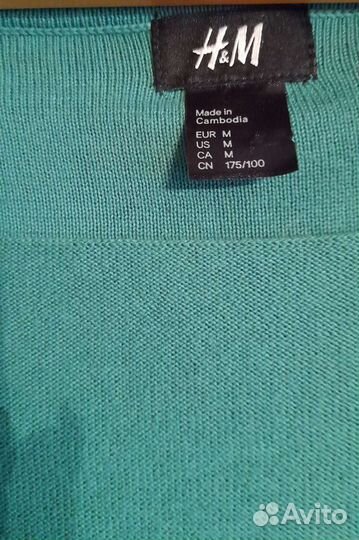 H&M
Made in
Cambodia
EUR M
US M
CA M
CN 175/100
Avito